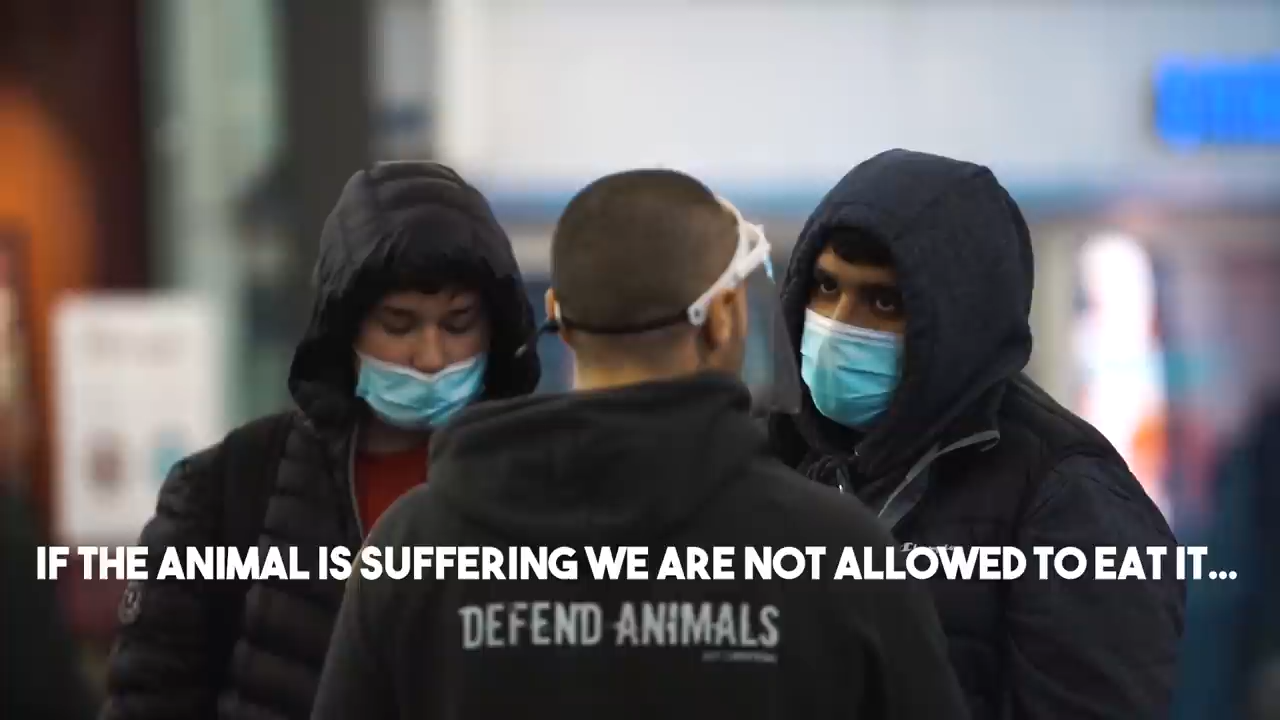 IF THE ANIMAL IS SUFFERING WE ARE NOT ALLOWED TO EAT IT...
DEFEND ANIMALS